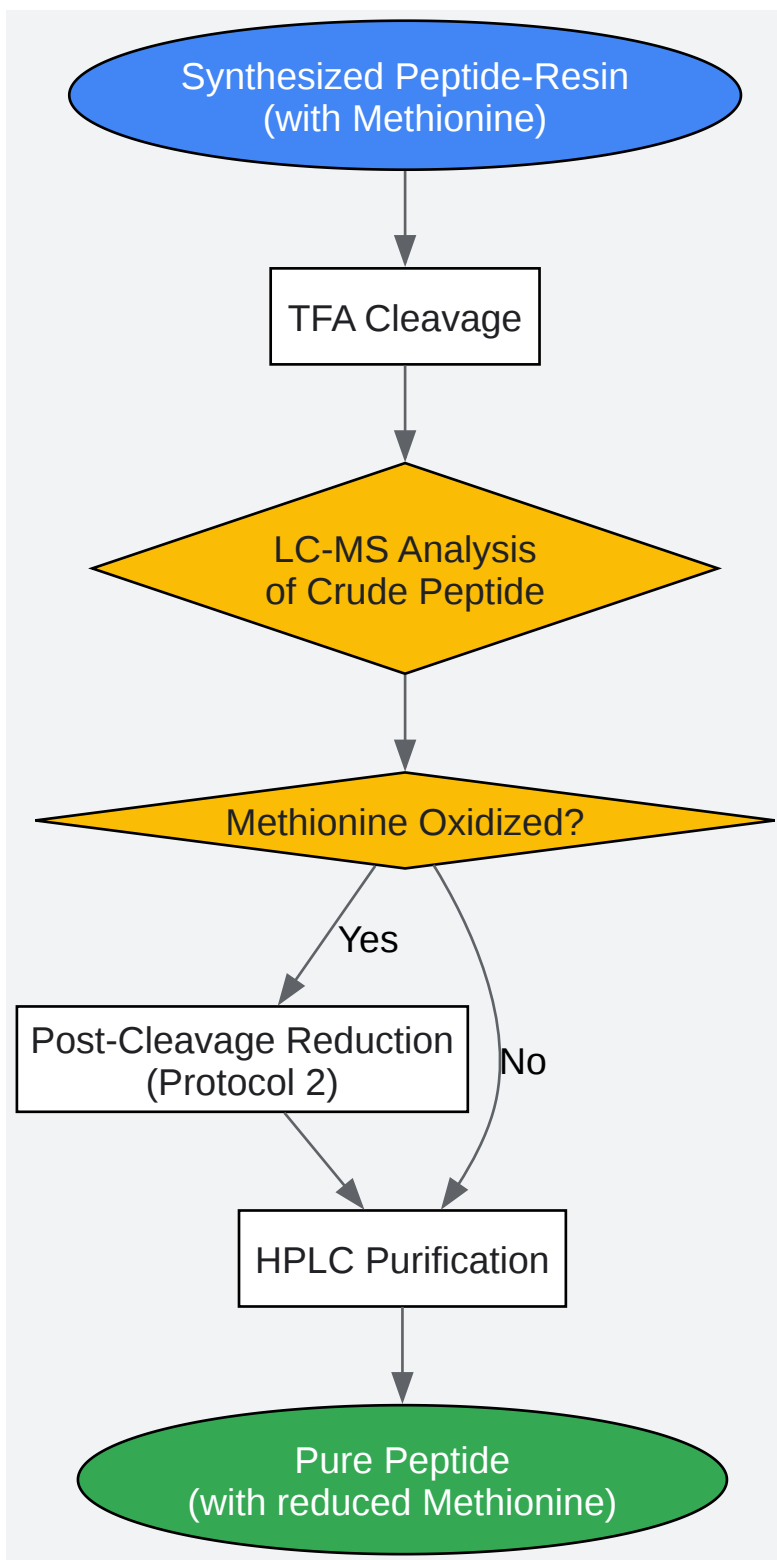 Synthesized Peptide-Resin
(with Methionine)
TFA Cleavage
LC-MS Analysis
of Crude Peptide
Methionine Oxidized?
Yes
Post-Cleavage Reduction
(Protocol 2)
No
HPLC Purification
Pure Peptide
(with reduced Methionine)